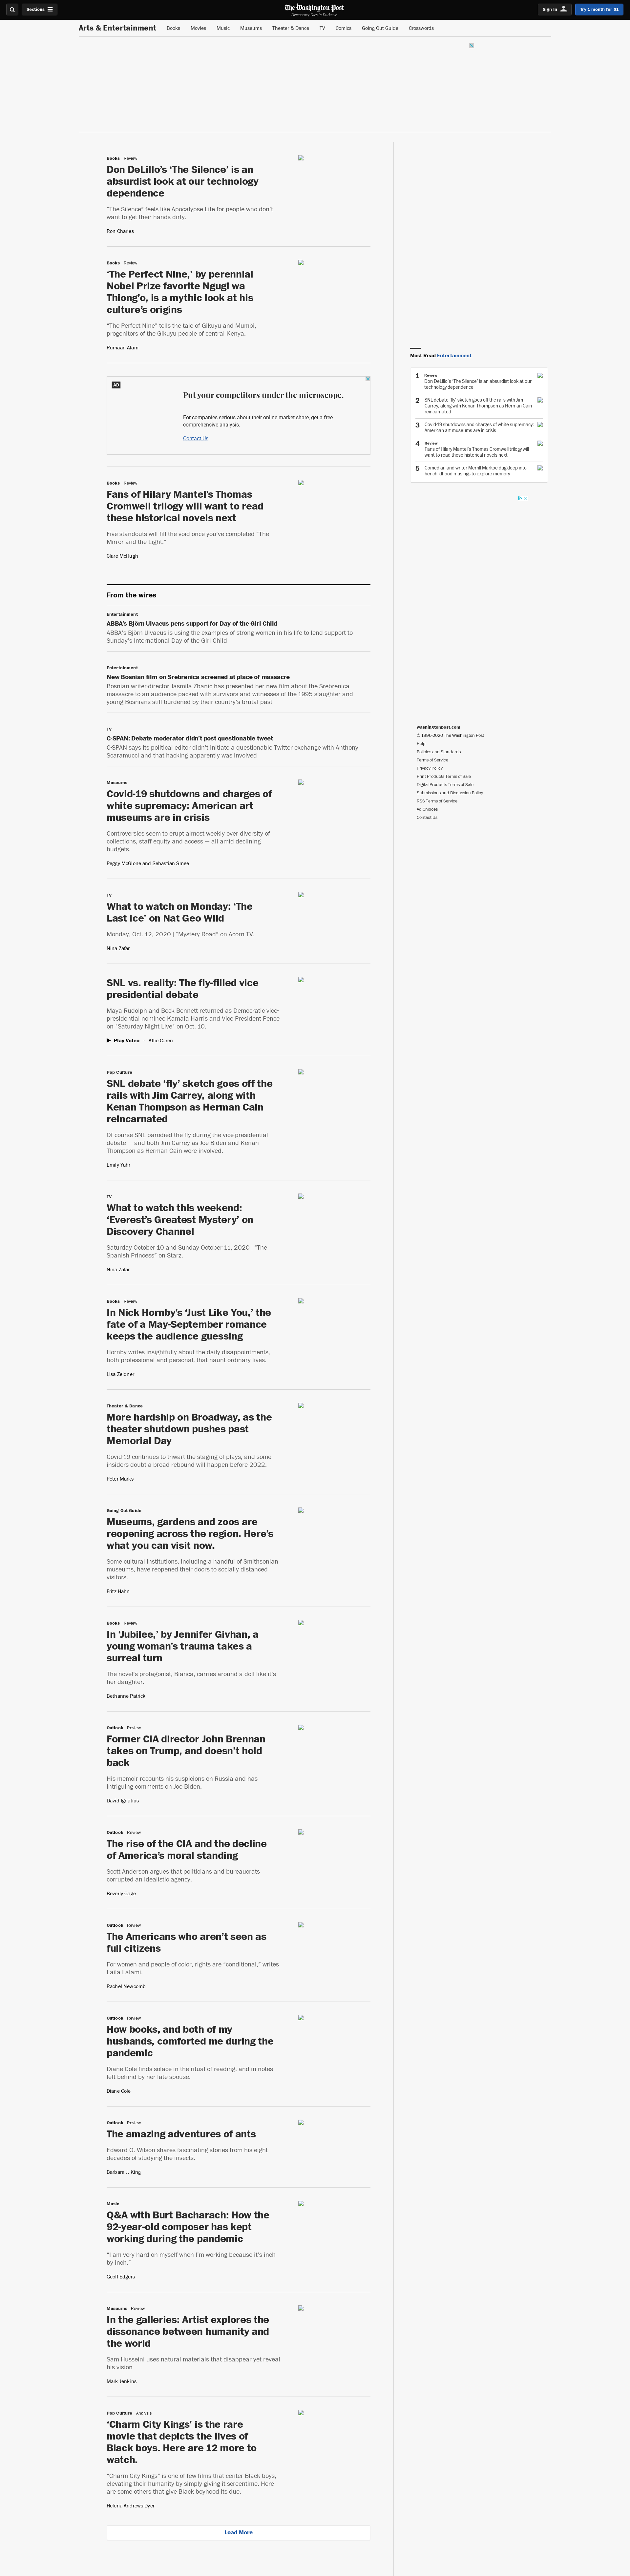 Sections
The Washington Post
Democracy Dies in Darkness
Sign In
Try 1 month for $1
Arts & Entertainment
Books
Movies
Music
Museums
Theater & Dance
TV
Comics
Going Out Guide
Crosswords
Books Review
Don DeLillo’s ‘The Silence’ is an
absurdist look at our technology
dependence
“The Silence” feels like Apocalypse Lite for people who don’t
want to get their hands dirty.
Ron Charles
Books Review
‘The Perfect Nine,’ by perennial
Nobel Prize favorite Ngugi wa
Thiong’o, is a mythic look at his
culture’s origins
“The Perfect Nine” tells the tale of Gikuyu and Mumbi,
progenitors of the Gikuyu people of central Kenya.
Rumaan Alam
AD
Put your competitors under the microscope.
For companies serious about online market share, get a free
comprehensive analysis.
Contact Us
Books Review
Fans of Hilary Mantel’s Thomas
Cromwell trilogy will want to read
these historical novels next
Five standouts will fill the void once you’ve completed “The
Mirror and the Light.”
Clare McHugh
From the wires
Entertainment
ABBA’s Björn Ulvaeus pens support for Day of the Girl Child
ABBA’s Björn Ulvaeus is using the examples of strong women in his life to lend support to
Sunday’s International Day of the Girl Child
Entertainment
New Bosnian film on Srebrenica screened at place of massacre
Bosnian writer-director Jasmila Zbanic has presented her new film about the Srebrenica
massacre to an audience packed with survivors and witnesses of the 1995 slaughter and
young Bosnians still burdened by their country’s brutal past
TV
C-SPAN: Debate moderator didn’t post questionable tweet
C-SPAN says its political editor didn’t initiate a questionable Twitter exchange with Anthony
Scaramucci and that hacking apparently was involved
Museums
Covid-19 shutdowns and charges of
white supremacy: American art
museums are in crisis
Controversies seem to erupt almost weekly over diversity of
collections, staff equity and access — all amid declining
budgets.
Peggy McGlone and Sebastian Smee
TV
What to watch on Monday: ‘The
Last Ice’ on Nat Geo Wild
Monday, Oct. 12, 2020 | “Mystery Road” on Acorn TV.
Nina Zafar
SNL vs. reality: The fly-filled vice
presidential debate
Maya Rudolph and Beck Bennett returned as Democratic vice-
presidential nominee Kamala Harris and Vice President Pence
on "Saturday Night Live" on Oct. 10.
Play Video · Allie Caren
Pop Culture
SNL debate ‘fly’ sketch goes off the
rails with Jim Carrey, along with
Kenan Thompson as Herman Cain
reincarnated
Of course SNL parodied the fly during the vice-presidential
debate — and both Jim Carrey as Joe Biden and Kenan
Thompson as Herman Cain were involved.
Emily Yahr
TV
What to watch this weekend:
‘Everest’s Greatest Mystery’ on
Discovery Channel
Saturday October 10 and Sunday October 11, 2020 | “The
Spanish Princess” on Starz.
Nina Zafar
Books Review
In Nick Hornby’s ‘Just Like You,’ the
fate of a May-September romance
keeps the audience guessing
Hornby writes insightfully about the daily disappointments,
both professional and personal, that haunt ordinary lives.
Lisa Zeidner
Theater & Dance
More hardship on Broadway, as the
theater shutdown pushes past
Memorial Day
Covid-19 continues to thwart the staging of plays, and some
insiders doubt a broad rebound will happen before 2022.
Peter Marks
Going Out Guide
Museums, gardens and zoos are
reopening across the region. Here’s
what you can visit now.
Some cultural institutions, including a handful of Smithsonian
museums, have reopened their doors to socially distanced
visitors.
Fritz Hahn
Books Review
In ‘Jubilee,’ by Jennifer Givhan, a
young woman’s trauma takes a
surreal turn
The novel’s protagonist, Bianca, carries around a doll like it’s
her daughter.
Bethanne Patrick
Outlook Review
Former CIA director John Brennan
takes on Trump, and doesn’t hold
back
His memoir recounts his suspicions on Russia and has
intriguing comments on Joe Biden.
David Ignatius
Outlook Review
The rise of the CIA and the decline
of America’s moral standing
Scott Anderson argues that politicians and bureaucrats
corrupted an idealistic agency.
Beverly Gage
Outlook Review
The Americans who aren’t seen as
full citizens
For women and people of color, rights are “conditional,” writes
Laila Lalami.
Rachel Newcomb
Outlook Review
How books, and both of my
husbands, comforted me during the
pandemic
Diane Cole finds solace in the ritual of reading, and in notes
left behind by her late spouse.
Diane Cole
Outlook Review
The amazing adventures of ants
Edward O. Wilson shares fascinating stories from his eight
decades of studying the insects.
Barbara J. King
Music
Q&A with Burt Bacharach: How the
92-year-old composer has kept
working during the pandemic
“I am very hard on myself when I’m working because it’s inch
by inch.”
Geoff Edgers
Museums Review
In the galleries: Artist explores the
dissonance between humanity and
the world
Sam Husseini uses natural materials that disappear yet reveal
his vision
Mark Jenkins
Pop Culture Analysis
‘Charm City Kings’ is the rare
movie that depicts the lives of
Black boys. Here are 12 more to
watch.
“Charm City Kings” is one of few films that center Black boys,
elevating their humanity by simply giving it screentime. Here
are some others that give Black boyhood its due.
Helena Andrews-Dyer
Load More
Most Read Entertainment
1 Review
Don DeLillo’s ‘The Silence’ is an absurdist look at our
technology dependence
2 SNL debate ‘fly’ sketch goes off the rails with Jim
Carrey, along with Kenan Thompson as Herman Cain
reincarnated
3 Covid-19 shutdowns and charges of white supremacy:
American art museums are in crisis
4 Review
Fans of Hilary Mantel’s Thomas Cromwell trilogy will
want to read these historical novels next
5 Comedian and writer Merrill Markoe dug deep into
her childhood musings to explore memory
washingtonpost.com
© 1996-2020 The Washington Post
Help
Policies and Standards
Terms of Service
Privacy Policy
Print Products Terms of Sale
Digital Products Terms of Sale
Submissions and Discussion Policy
RSS Terms of Service
Ad Choices
Contact Us